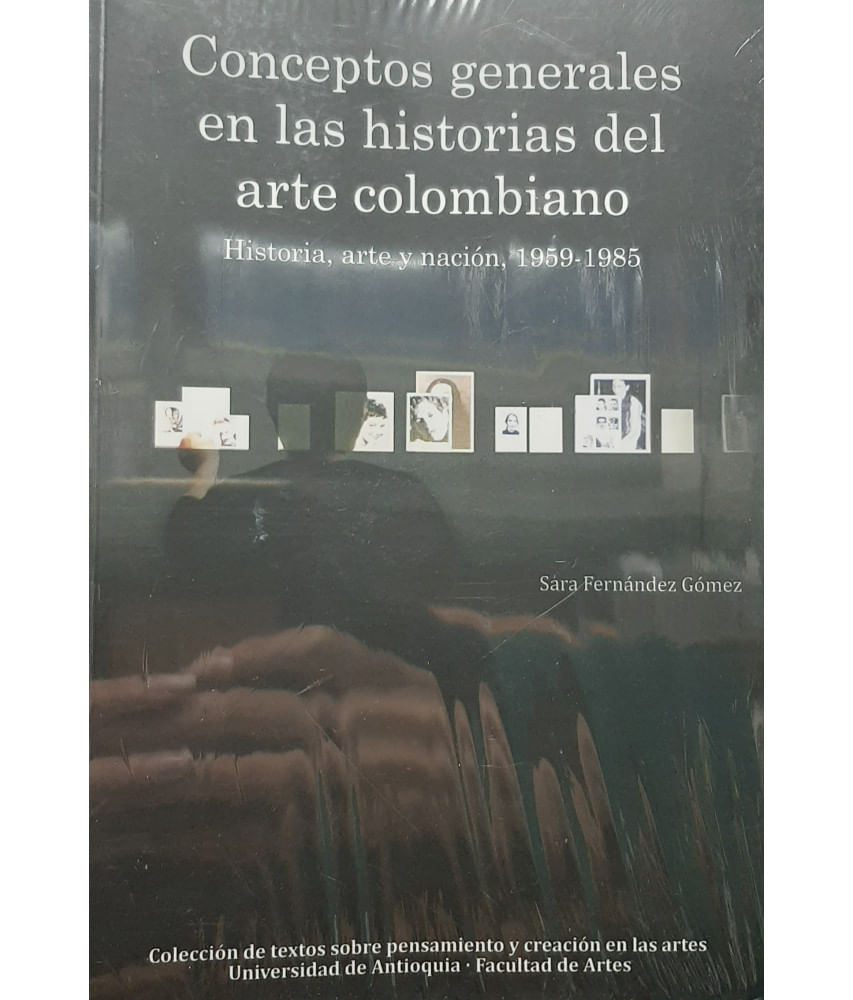 Conceptos generales
en las historias del
arte colombiano
Historia, arte y nación, 1959-1985
Sara Fernández Gómez
Colección de textos sobre pensamiento y creación en las artes
Universidad de Antioquia · Facultad de Artes